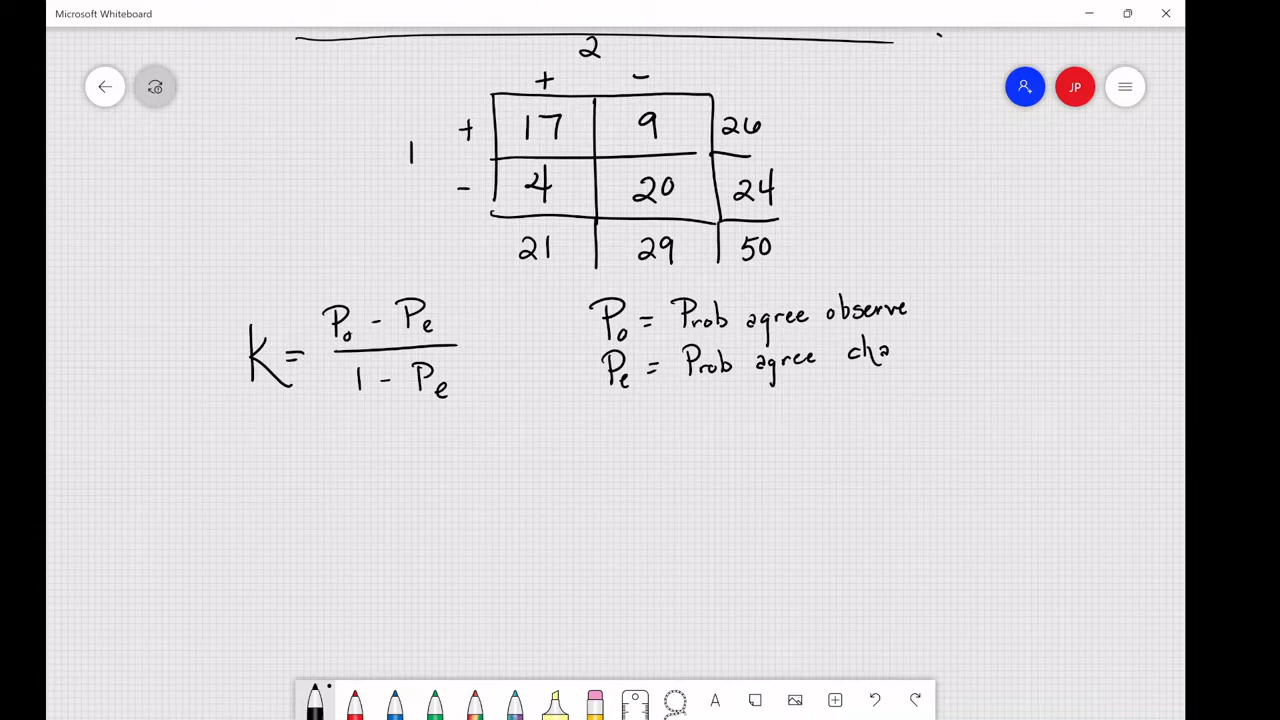 Microsoft Whiteboard
2
+ -
JP
+ 17 9 26
1
- 4 20 24
21 29 50
K = Po - Pe / 1 - Pe
Po = Prob agree observe
Pe = Prob agree cha
A